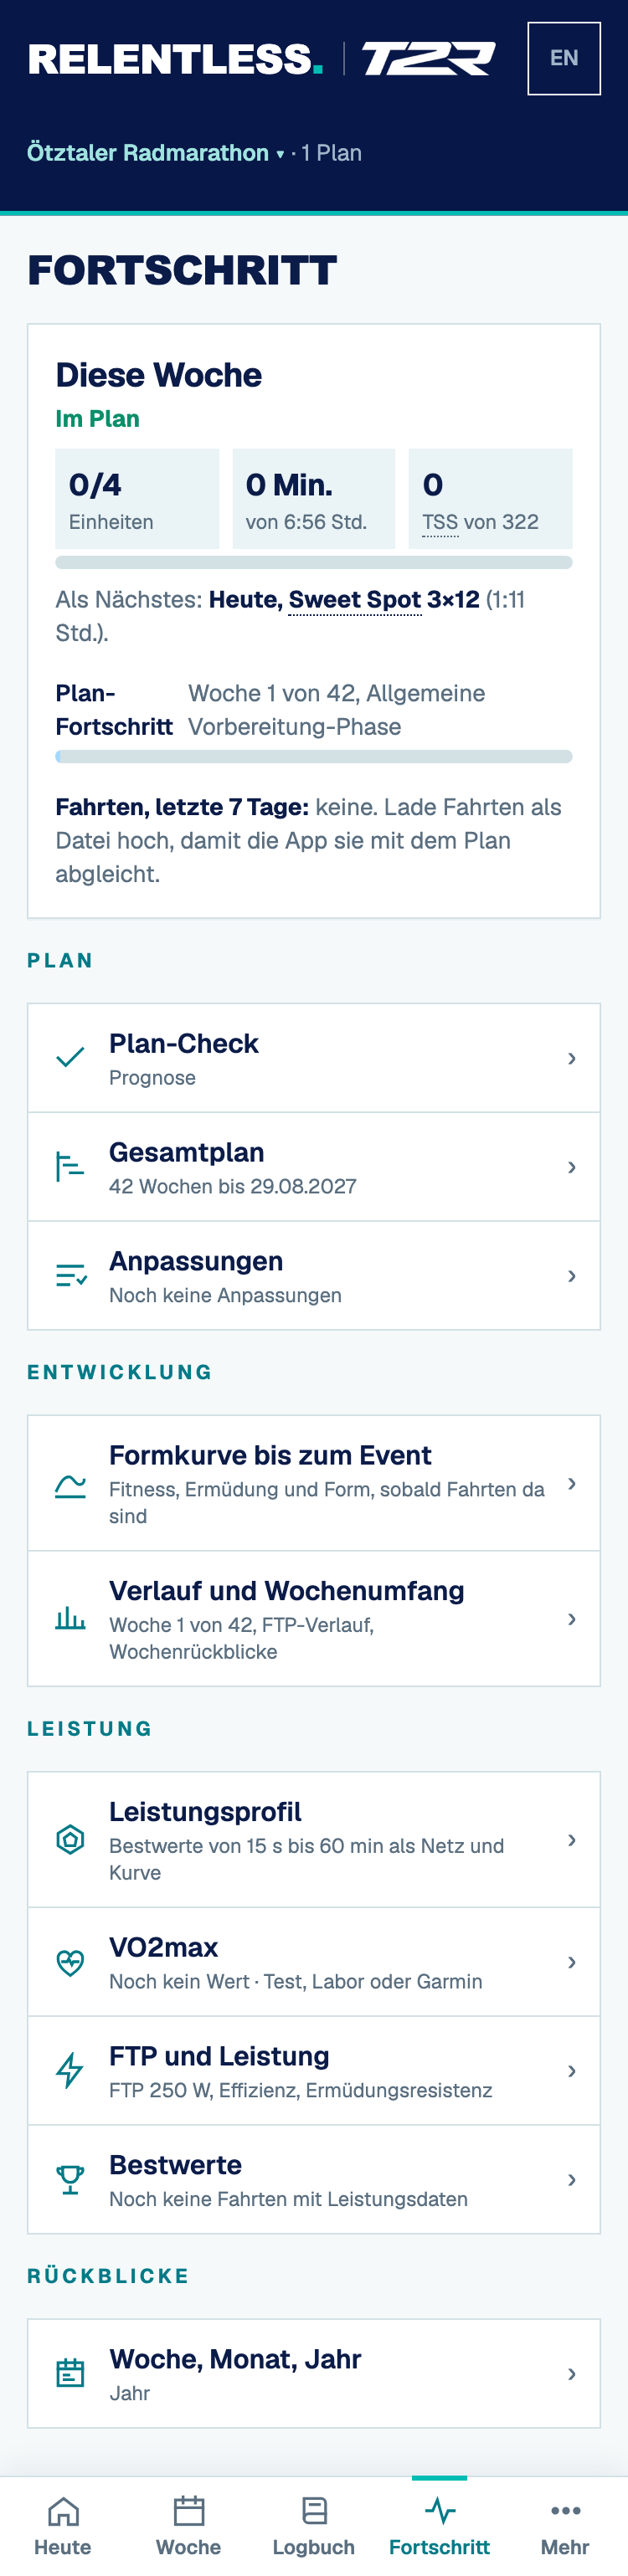 RELENTLESS. T2R EN
Ötztaler Radmarathon ▾ · 1 Plan
FORTSCHRITT
Diese Woche
Im Plan
0/4
Einheiten
0 Min.
von 6:56 Std.
0
TSS von 322
Als Nächstes: Heute, Sweet Spot 3×12 (1:11
Std.).
Plan-
Fortschritt
Woche 1 von 42, Allgemeine
Vorbereitung-Phase
Fahrten, letzte 7 Tage: keine. Lade Fahrten als
Datei hoch, damit die App sie mit dem Plan
abgleicht.
PLAN
Plan-Check
Prognose
Gesamtplan
42 Wochen bis 29.08.2027
Anpassungen
Noch keine Anpassungen
ENTWICKLUNG
Formkurve bis zum Event
Fitness, Ermüdung und Form, sobald Fahrten da
sind
Verlauf und Wochenumfang
Woche 1 von 42, FTP-Verlauf,
Wochenrückblicke
LEISTUNG
Leistungsprofil
Bestwerte von 15 s bis 60 min als Netz und
Kurve
VO2max
Noch kein Wert · Test, Labor oder Garmin
FTP und Leistung
FTP 250 W, Effizienz, Ermüdungsresistenz
Bestwerte
Noch keine Fahrten mit Leistungsdaten
RÜCKBLICKE
Woche, Monat, Jahr
Jahr
Heute Woche Logbuch Fortschritt Mehr